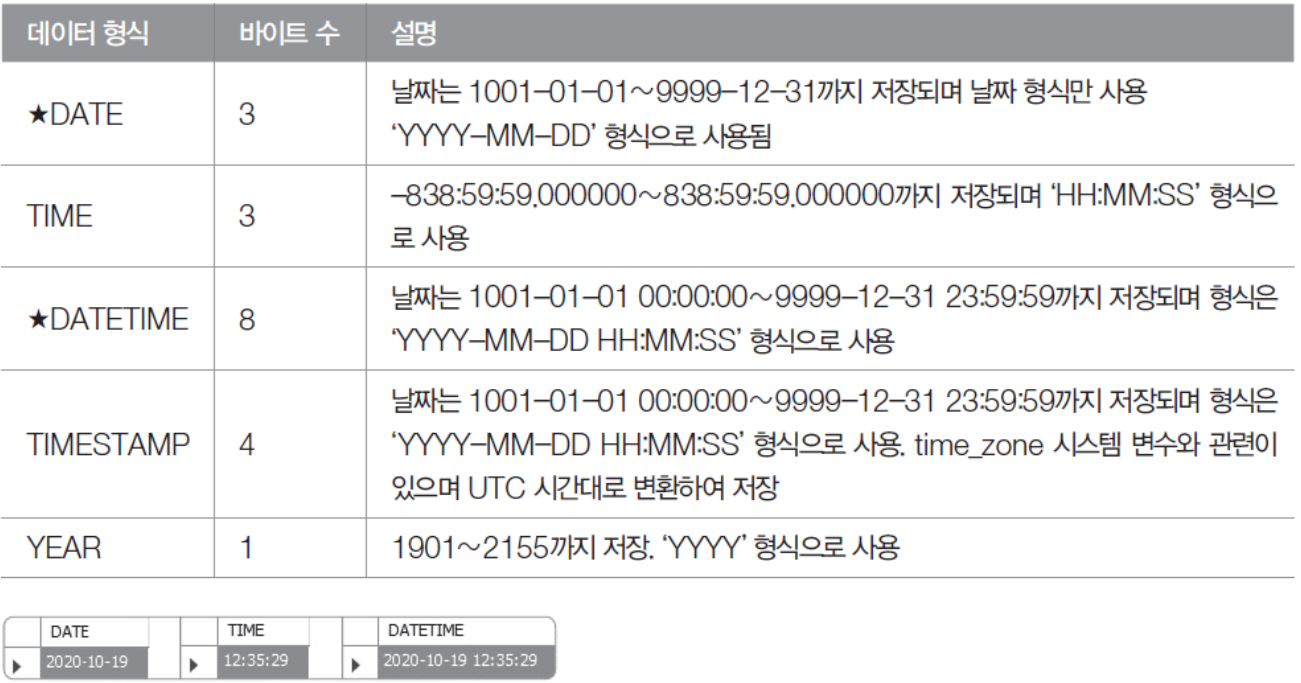 데이터 형식 바이트 수 설명
★DATE 3 날짜는 1001–01–01~9999–12–31까지 저장되며 날짜 형식만 사용
‘YYYY–MM–DD’ 형식으로 사용됨
TIME 3 –838:59:59.000000~838:59:59.000000까지 저장되며 ‘HH:MM:SS’ 형식으
로 사용
★DATETIME 8 날짜는 1001–01–01 00:00:00~9999–12–31 23:59:59까지 저장되며 형식은
‘YYYY–MM–DD HH:MM:SS’ 형식으로 사용
TIMESTAMP 4 날짜는 1001–01–01 00:00:00~9999–12–31 23:59:59까지 저장되며 형식은
‘YYYY–MM–DD HH:MM:SS’ 형식으로 사용. time_zone 시스템 변수와 관련이
있으며 UTC 시간대로 변환하여 저장
YEAR 1 1901~2155까지 저장. ‘YYYY’ 형식으로 사용
DATE TIME DATETIME
2020-10-19 12:35:29 2020-10-19 12:35:29